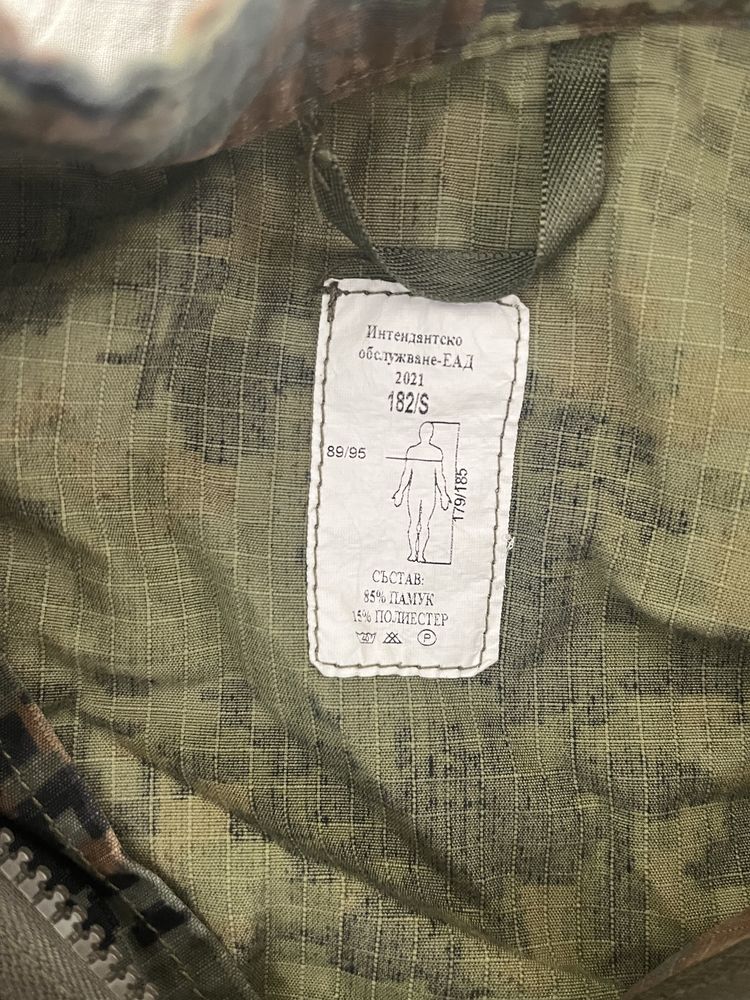 Интендантско
обслужване-ЕАД
2021
182/S
89/95
179/185
СЪСТАВ:
85% ПАМУК
15% ПОЛИЕСТЕР
P